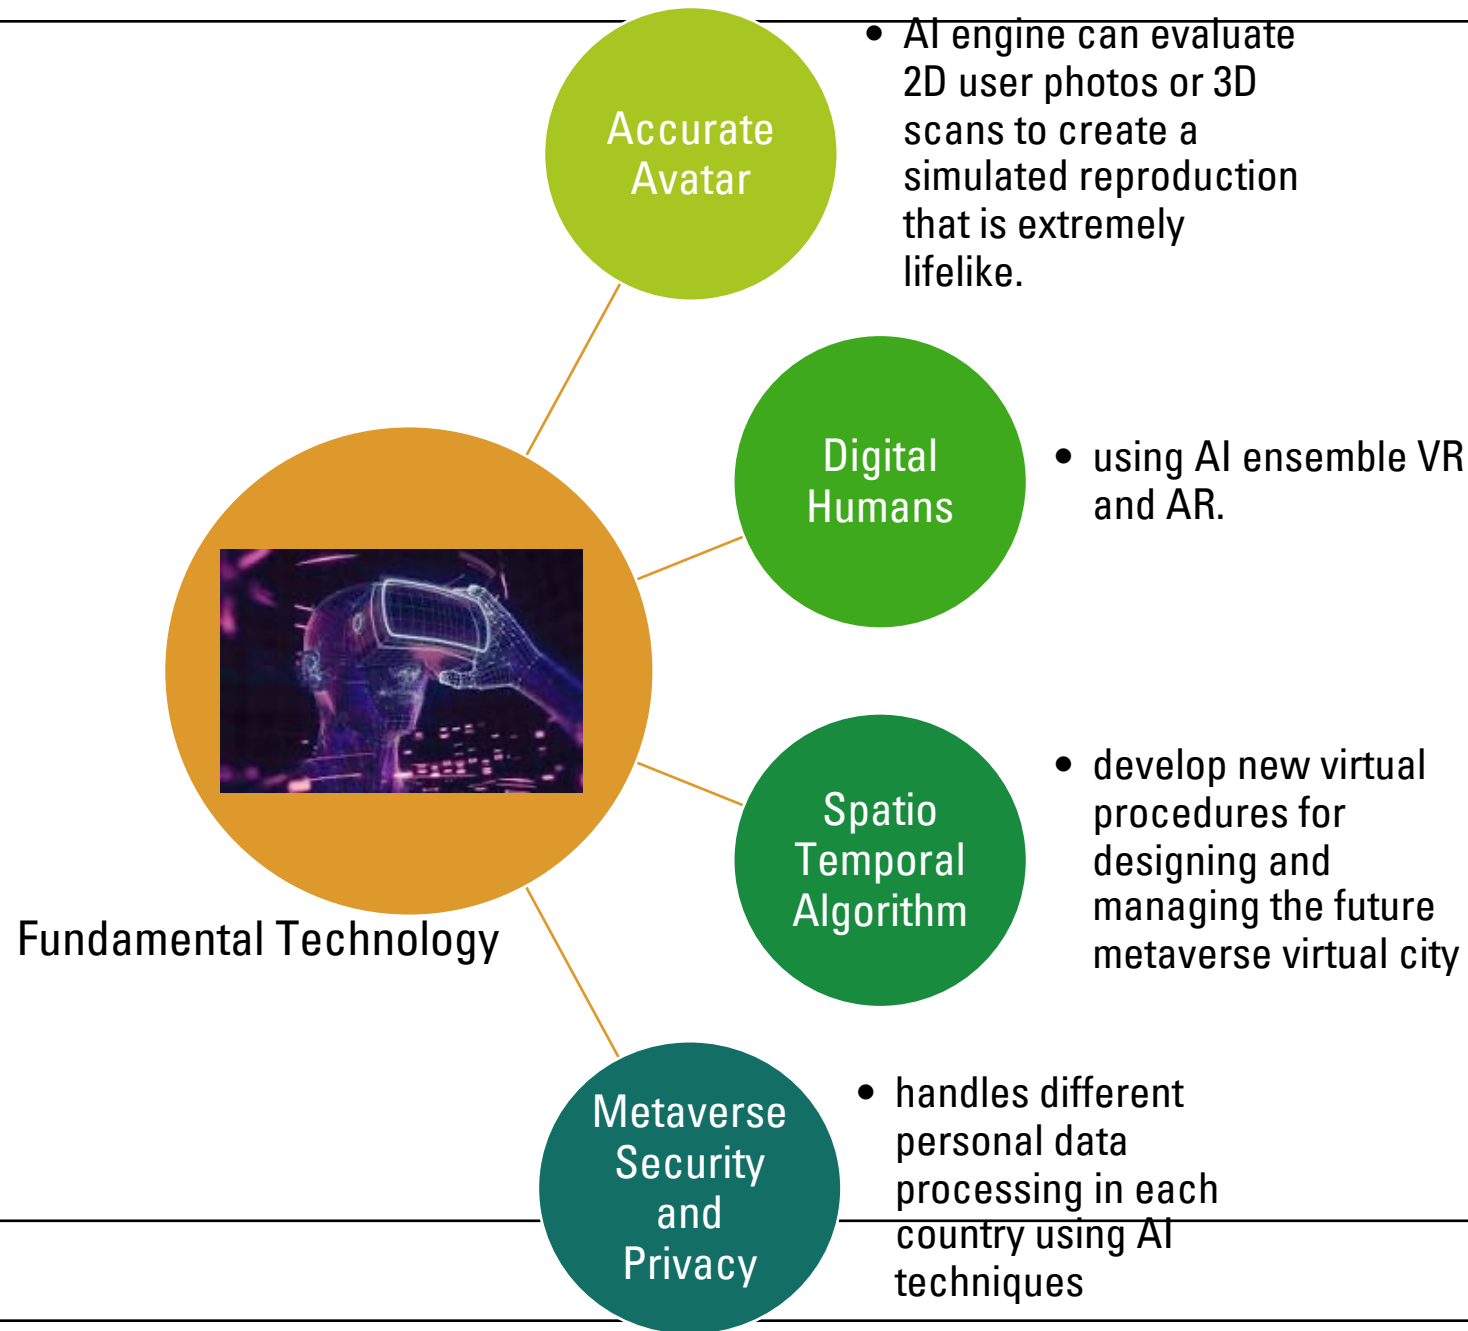 Accurate
Avatar
• AI engine can evaluate
2D user photos or 3D
scans to create a
simulated reproduction
that is extremely
lifelike.
Digital
Humans
• using AI ensemble VR
and AR.
Spatio
Temporal
Algorithm
• develop new virtual
procedures for
designing and
managing the future
metaverse virtual city
Fundamental Technology
Metaverse
Security
and
Privacy
• handles different
personal data
processing in each
country using AI
techniques